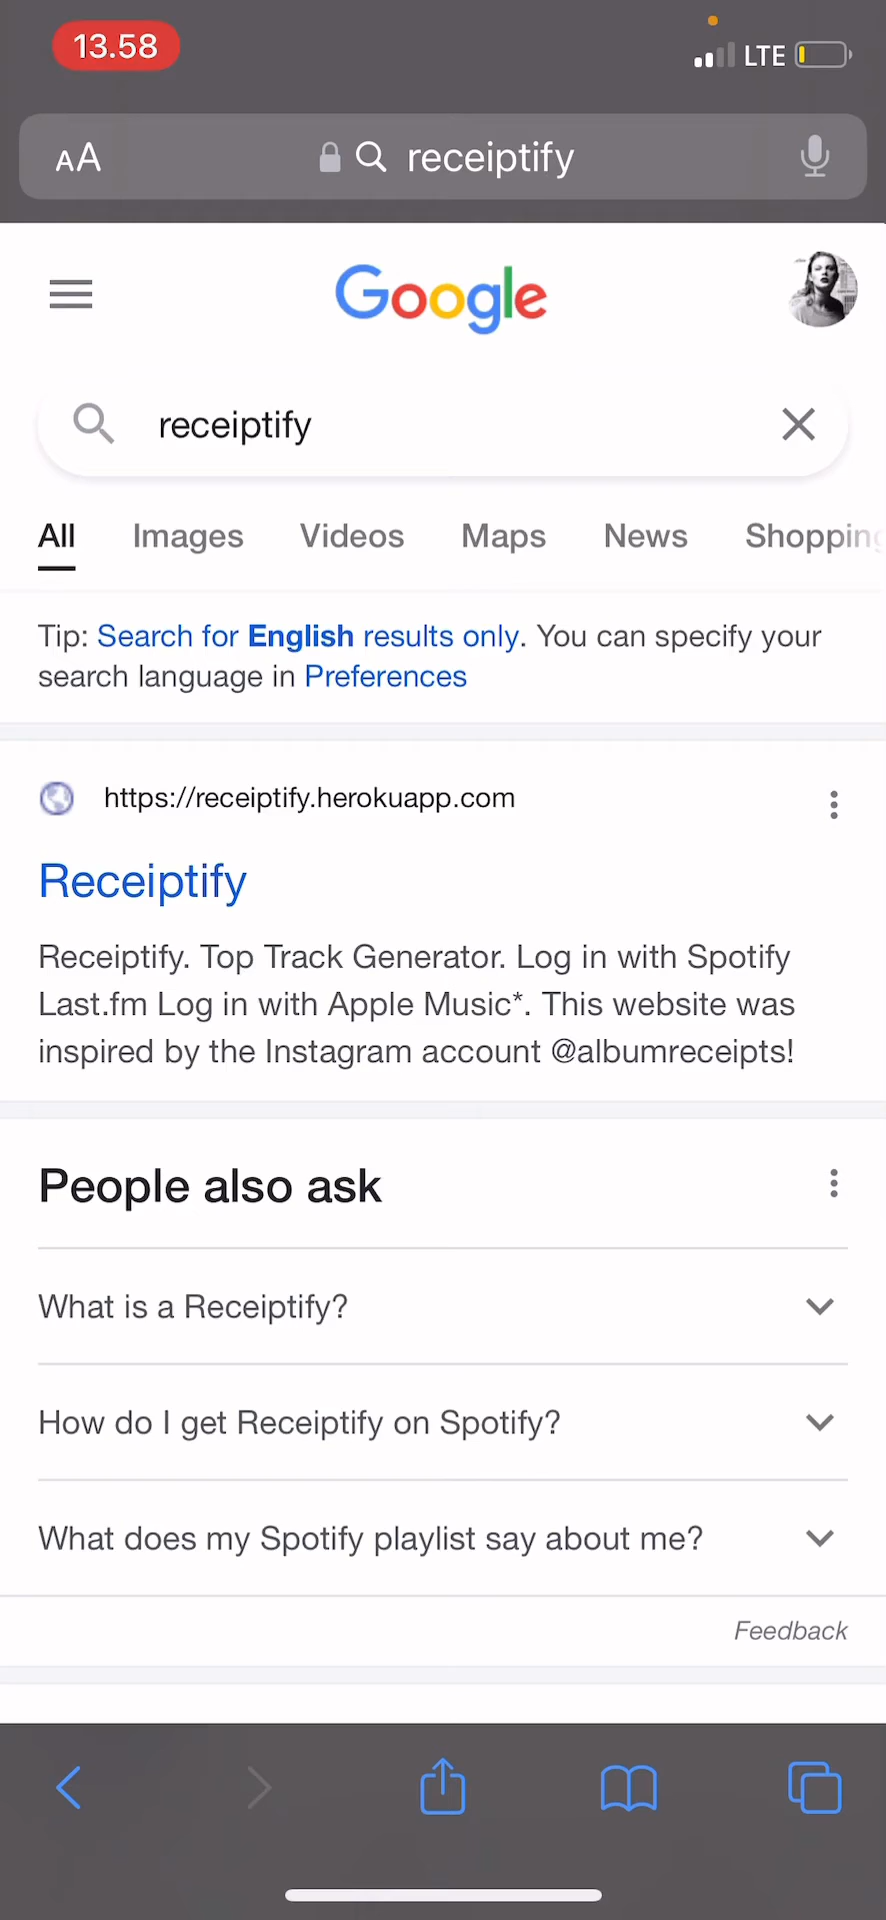 13.58
LTE
AA
receiptify
Google
receiptify
All Images Videos Maps News Shopping
Tip: Search for English results only. You can specify your
search language in Preferences
https://receiptify.herokuapp.com
Receiptify
Receiptify. Top Track Generator. Log in with Spotify
Last.fm Log in with Apple Music*. This website was
inspired by the Instagram account @albumreceipts!
People also ask
What is a Receiptify?
How do I get Receiptify on Spotify?
What does my Spotify playlist say about me?
Feedback